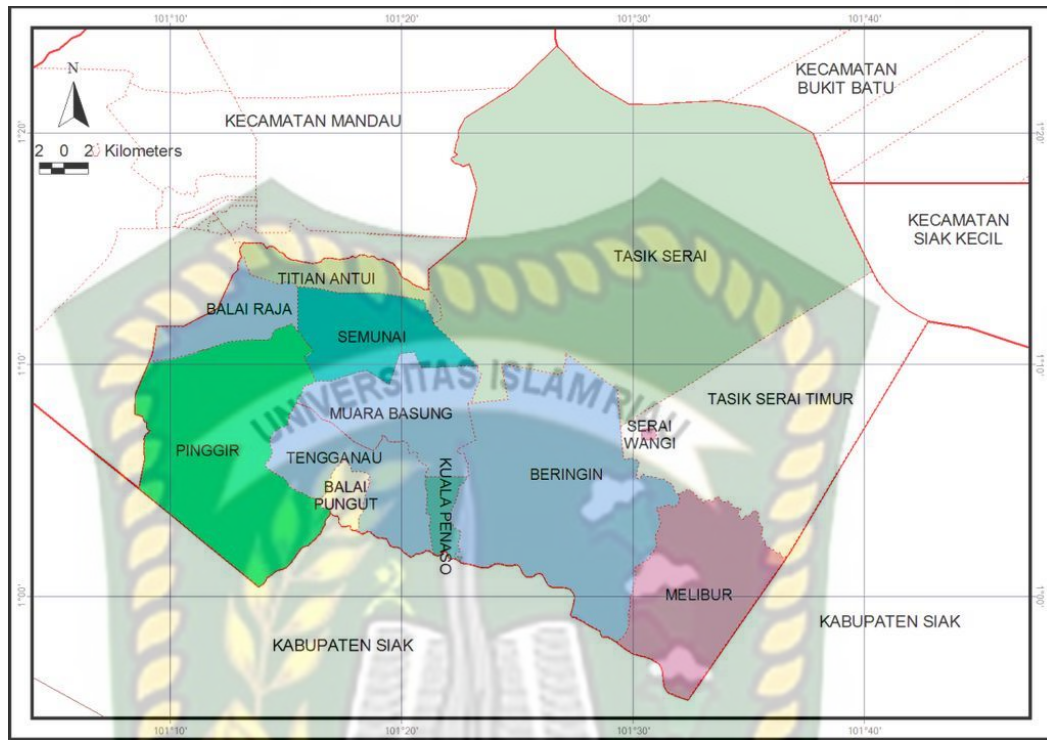 101°10'
101°20'
101°30'
101°40'
N
2 0 2 Kilometers
KECAMATAN MANDAU
KECAMATAN
BUKIT BATU
1°20'
1°20'
KECAMATAN
SIAK KECIL
TASIK SERAI
TITIAN ANTUI
BALAI RAJA
SEMUNAI
1°10'
1°10'
UNIVERSITAS ISLAM RIAU
MUARA BASUNG
TASIK SERAI TIMUR
SERAI
WANGI
PINGGIR
TENGGANAU
BALAI
PUNGUT
KUALA PENASO
BERINGIN
1°00'
1°00'
MELIBUR
KABUPATEN SIAK
KABUPATEN SIAK
101°10'
101°20'
101°30'
101°40'